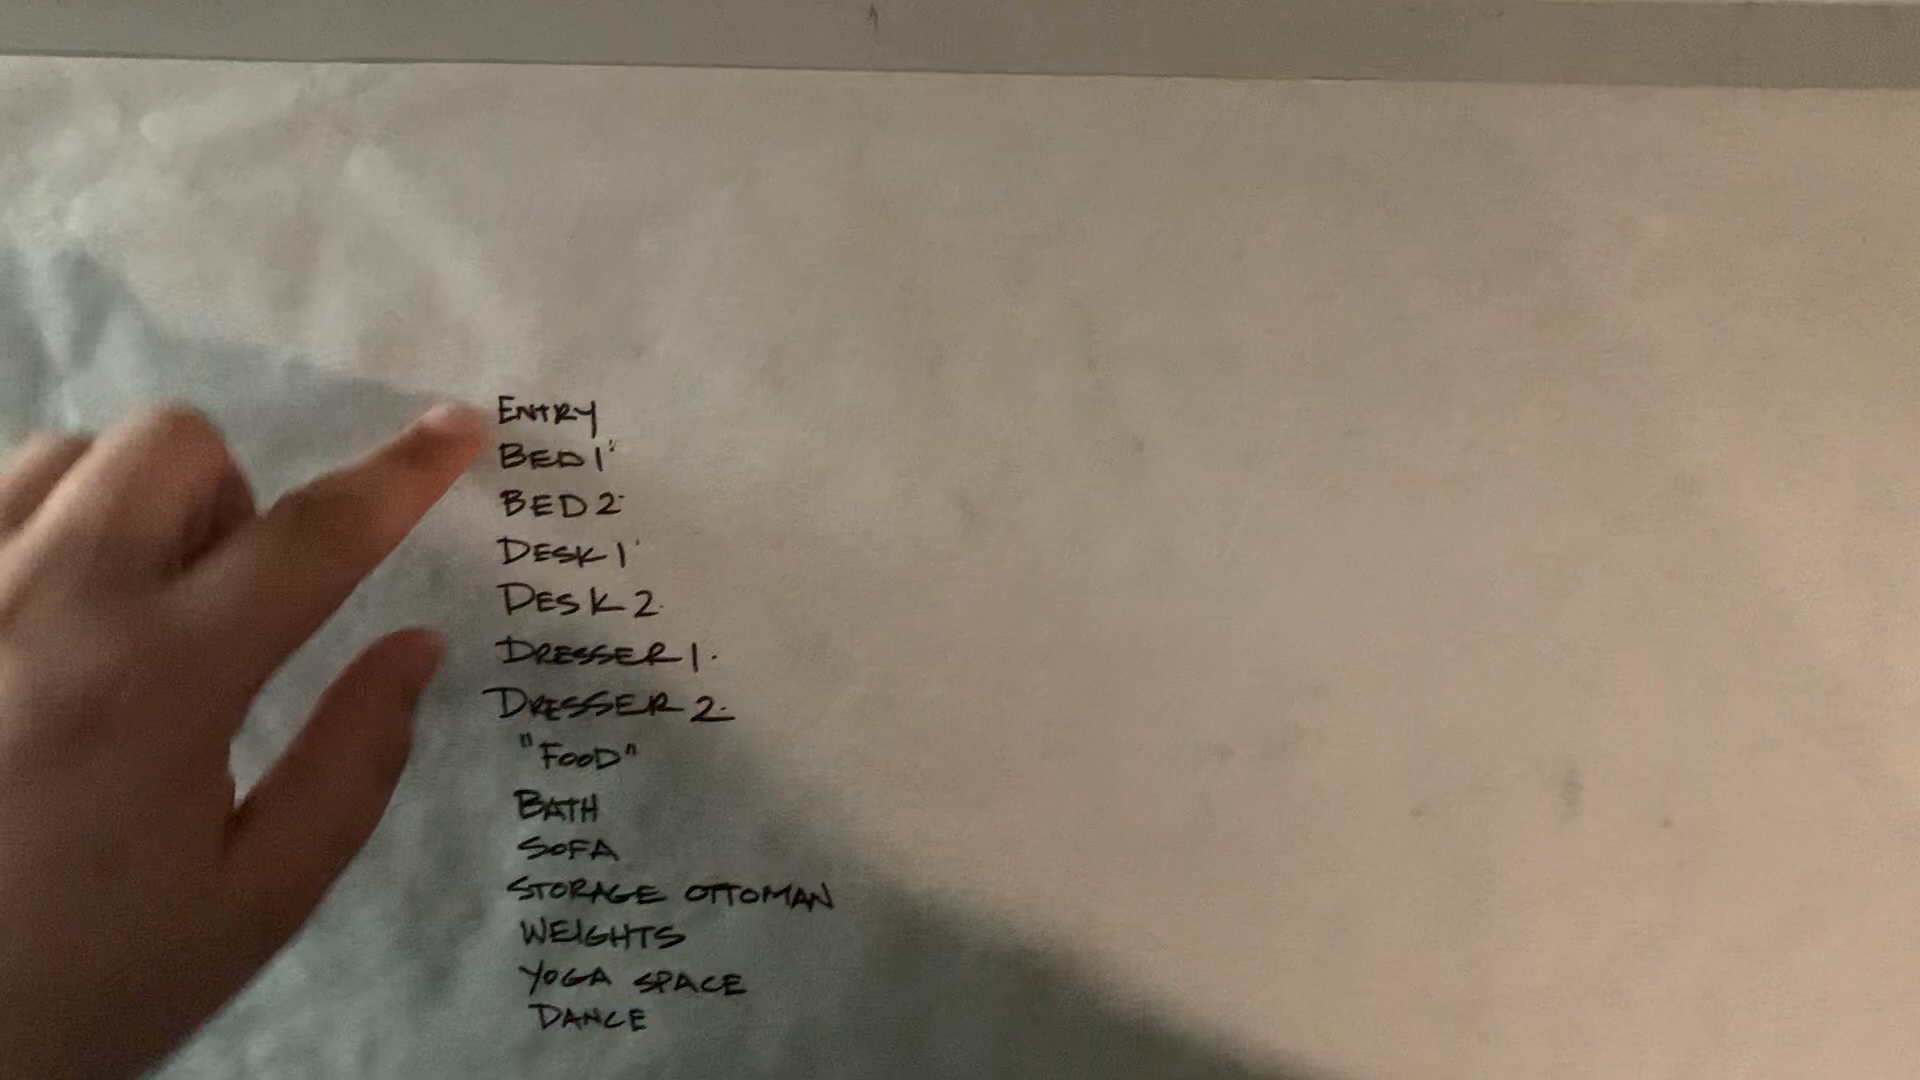 ENTRY
BED 1
BED 2
DESK 1
DESK 2
DRESSER 1
DRESSER 2
"FOOD"
BATH
SOFA
STORAGE OTTOMAN
WEIGHTS
YOGA SPACE
DANCE